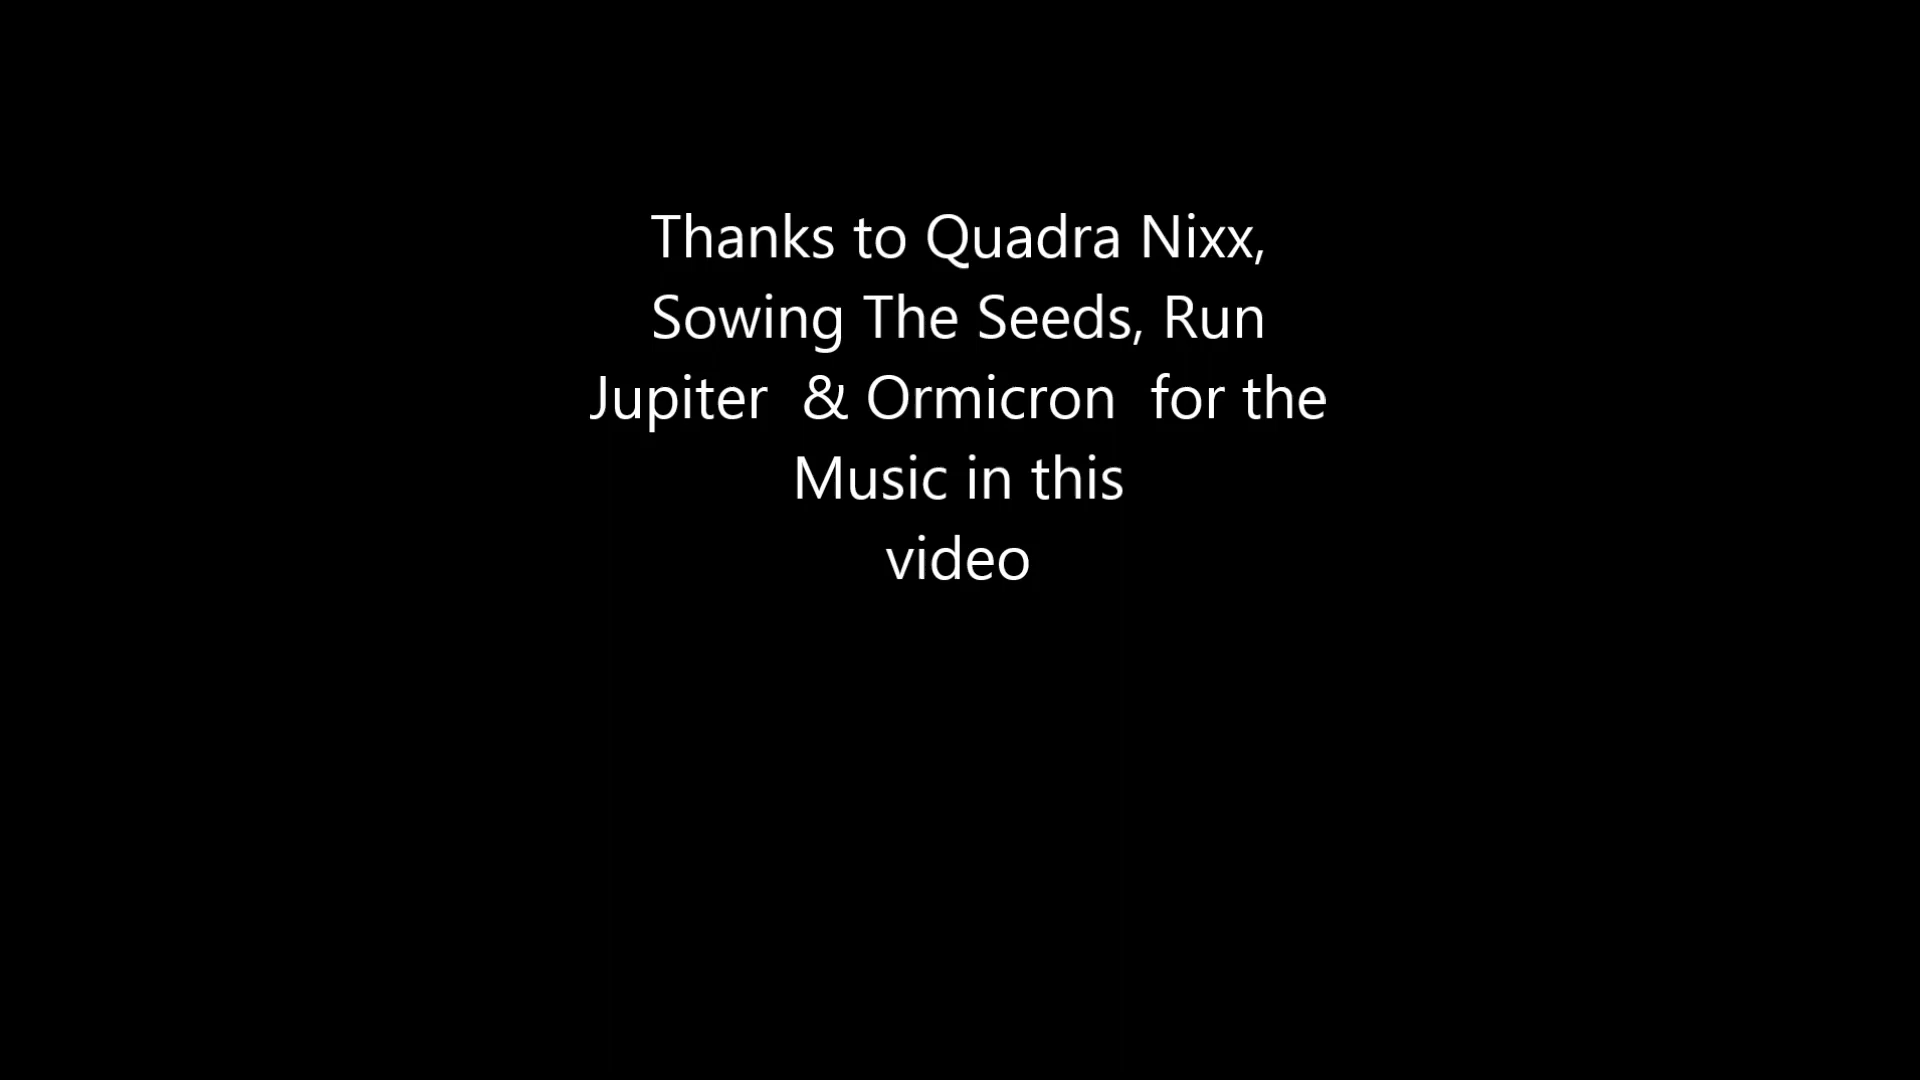 Thanks to Quadra Nixx,
Sowing The Seeds, Run
Jupiter  & Ormicron  for the
Music in this
video